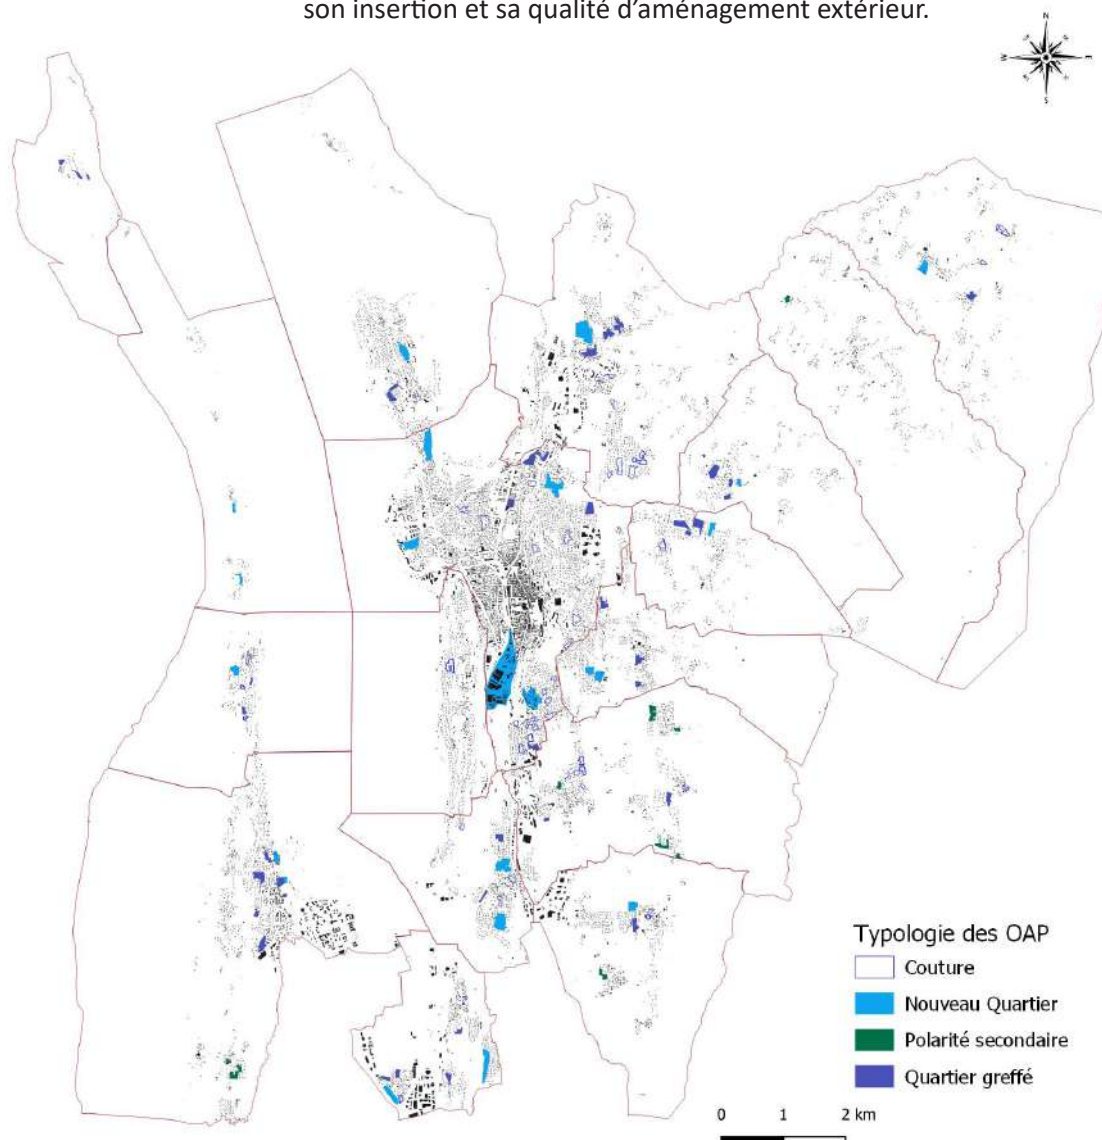 son insertion et sa qualité d’aménagement extérieur.
N
E
S
Typologie des OAP
Couture
Nouveau Quartier
Polarité secondaire
Quartier greffé
0 1 2 km